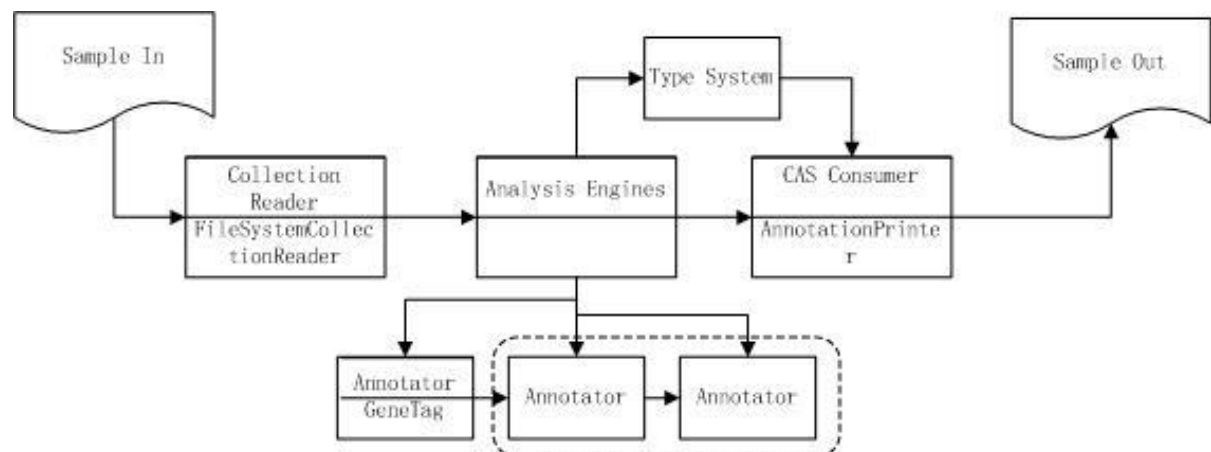 Sample In
Type System
Sample Out
Collection
Reader
FileSystemCollec
tionReader
Analysis Engines
CAS Consumer
AnnotationPrinte
r
Annotator
GeneTag
Annotator
Annotator